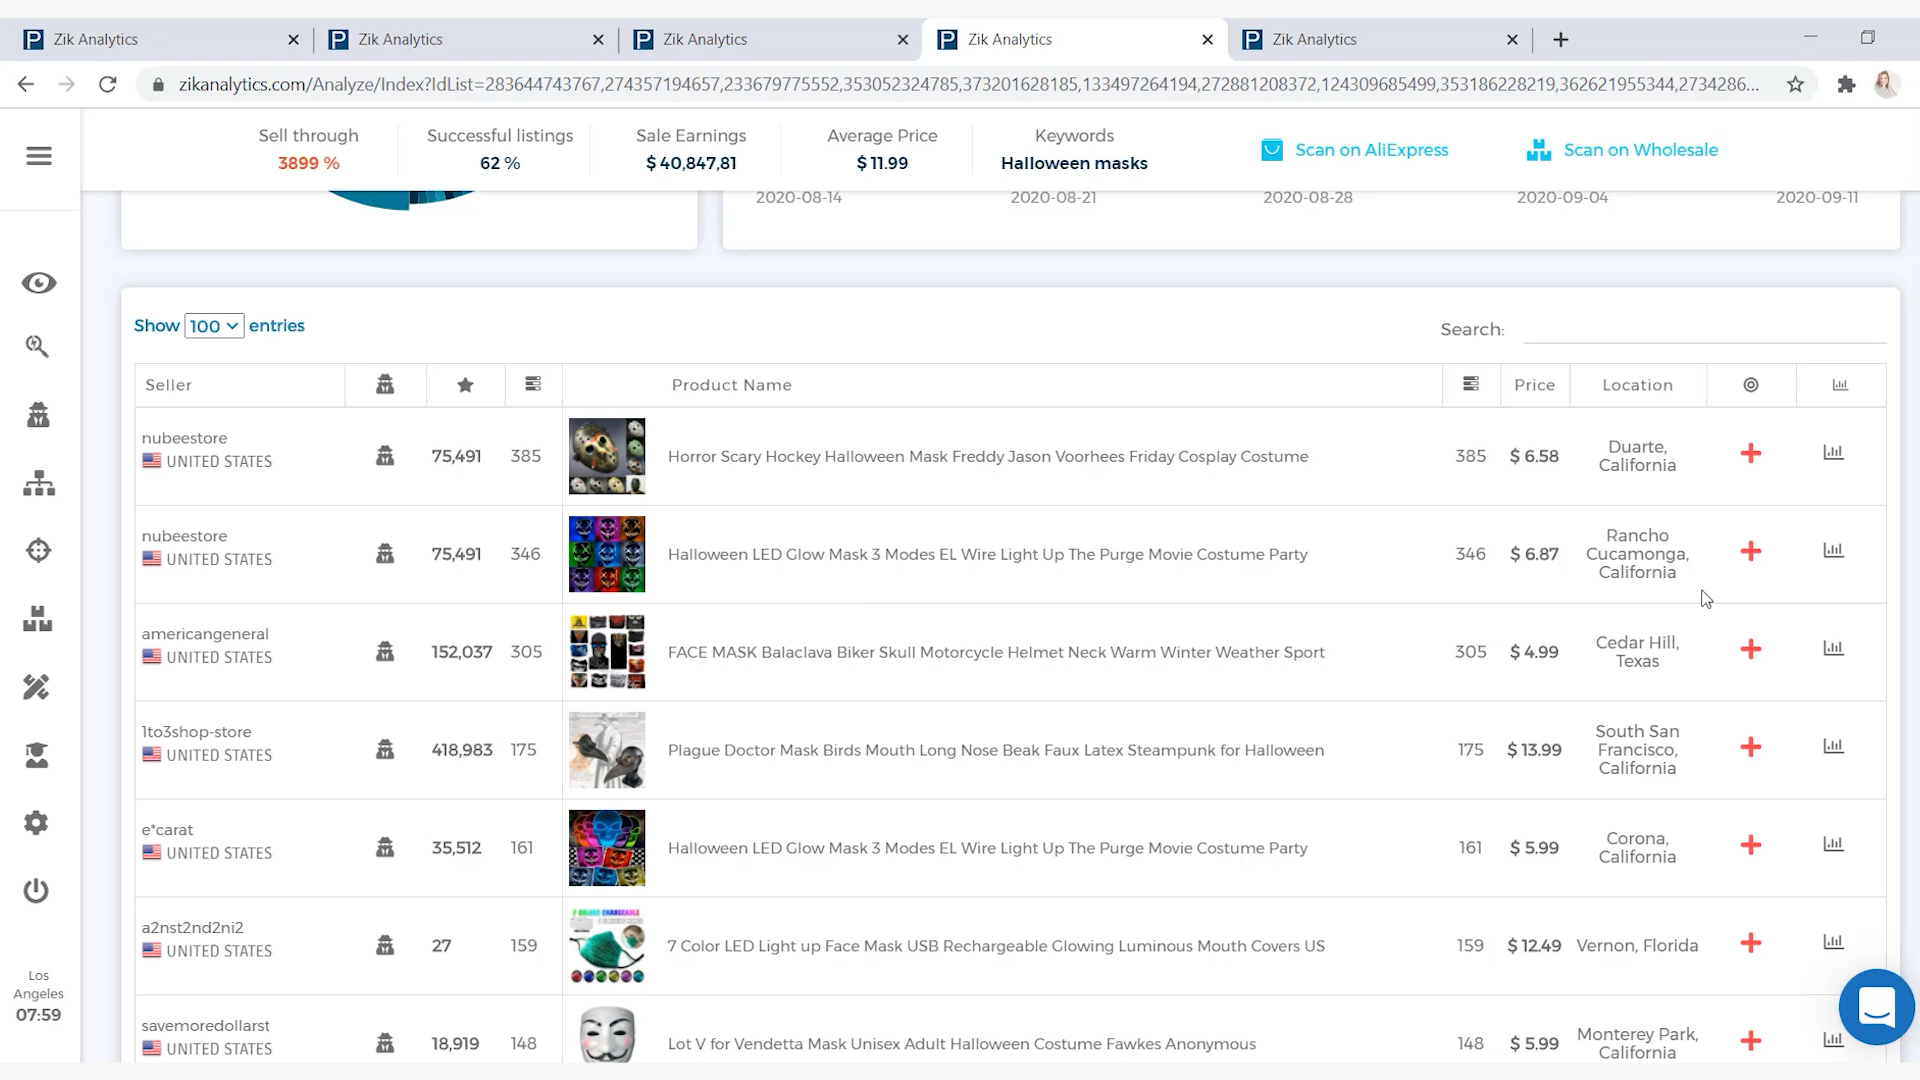 Zik Analytics
Zik Analytics
Zik Analytics
Zik Analytics
Zik Analytics
zikanalytics.com/Analyze/Index?IdList=283644743767,274357194657,233679775552,353052324785,373201628185,133497264194,272881208372,124309685499,353186228219,362621955344,2734286...
Sell through
3899 %
Successful listings
62 %
Sale Earnings
$ 40,847,81
Average Price
$ 11.99
Keywords
Halloween masks
Scan on AliExpress
Scan on Wholesale
2020-08-14
2020-08-21
2020-08-28
2020-09-04
2020-09-11
Show 100 entries
Search:
Seller
Product Name
Price
Location
nubeestore
UNITED STATES
75,491
385
Horror Scary Hockey Halloween Mask Freddy Jason Voorhees Friday Cosplay Costume
385
$ 6.58
Duarte,
California
nubeestore
UNITED STATES
75,491
346
Halloween LED Glow Mask 3 Modes EL Wire Light Up The Purge Movie Costume Party
346
$ 6.87
Rancho
Cucamonga,
California
americangeneral
UNITED STATES
152,037
305
FACE MASK Balaclava Biker Skull Motorcycle Helmet Neck Warm Winter Weather Sport
305
$ 4.99
Cedar Hill,
Texas
1to3shop-store
UNITED STATES
418,983
175
Plague Doctor Mask Birds Mouth Long Nose Beak Faux Latex Steampunk for Halloween
175
$ 13.99
South San
Francisco,
California
e*carat
UNITED STATES
35,512
161
Halloween LED Glow Mask 3 Modes EL Wire Light Up The Purge Movie Costume Party
161
$ 5.99
Corona,
California
a2nst2nd2ni2
UNITED STATES
27
159
7 Color LED Light up Face Mask USB Rechargeable Glowing Luminous Mouth Covers US
159
$ 12.49
Vernon, Florida
savemoredollarst
UNITED STATES
18,919
148
Lot V for Vendetta Mask Unisex Adult Halloween Costume Fawkes Anonymous
148
$ 5.99
Monterey Park,
California
Los
Angeles
07:59